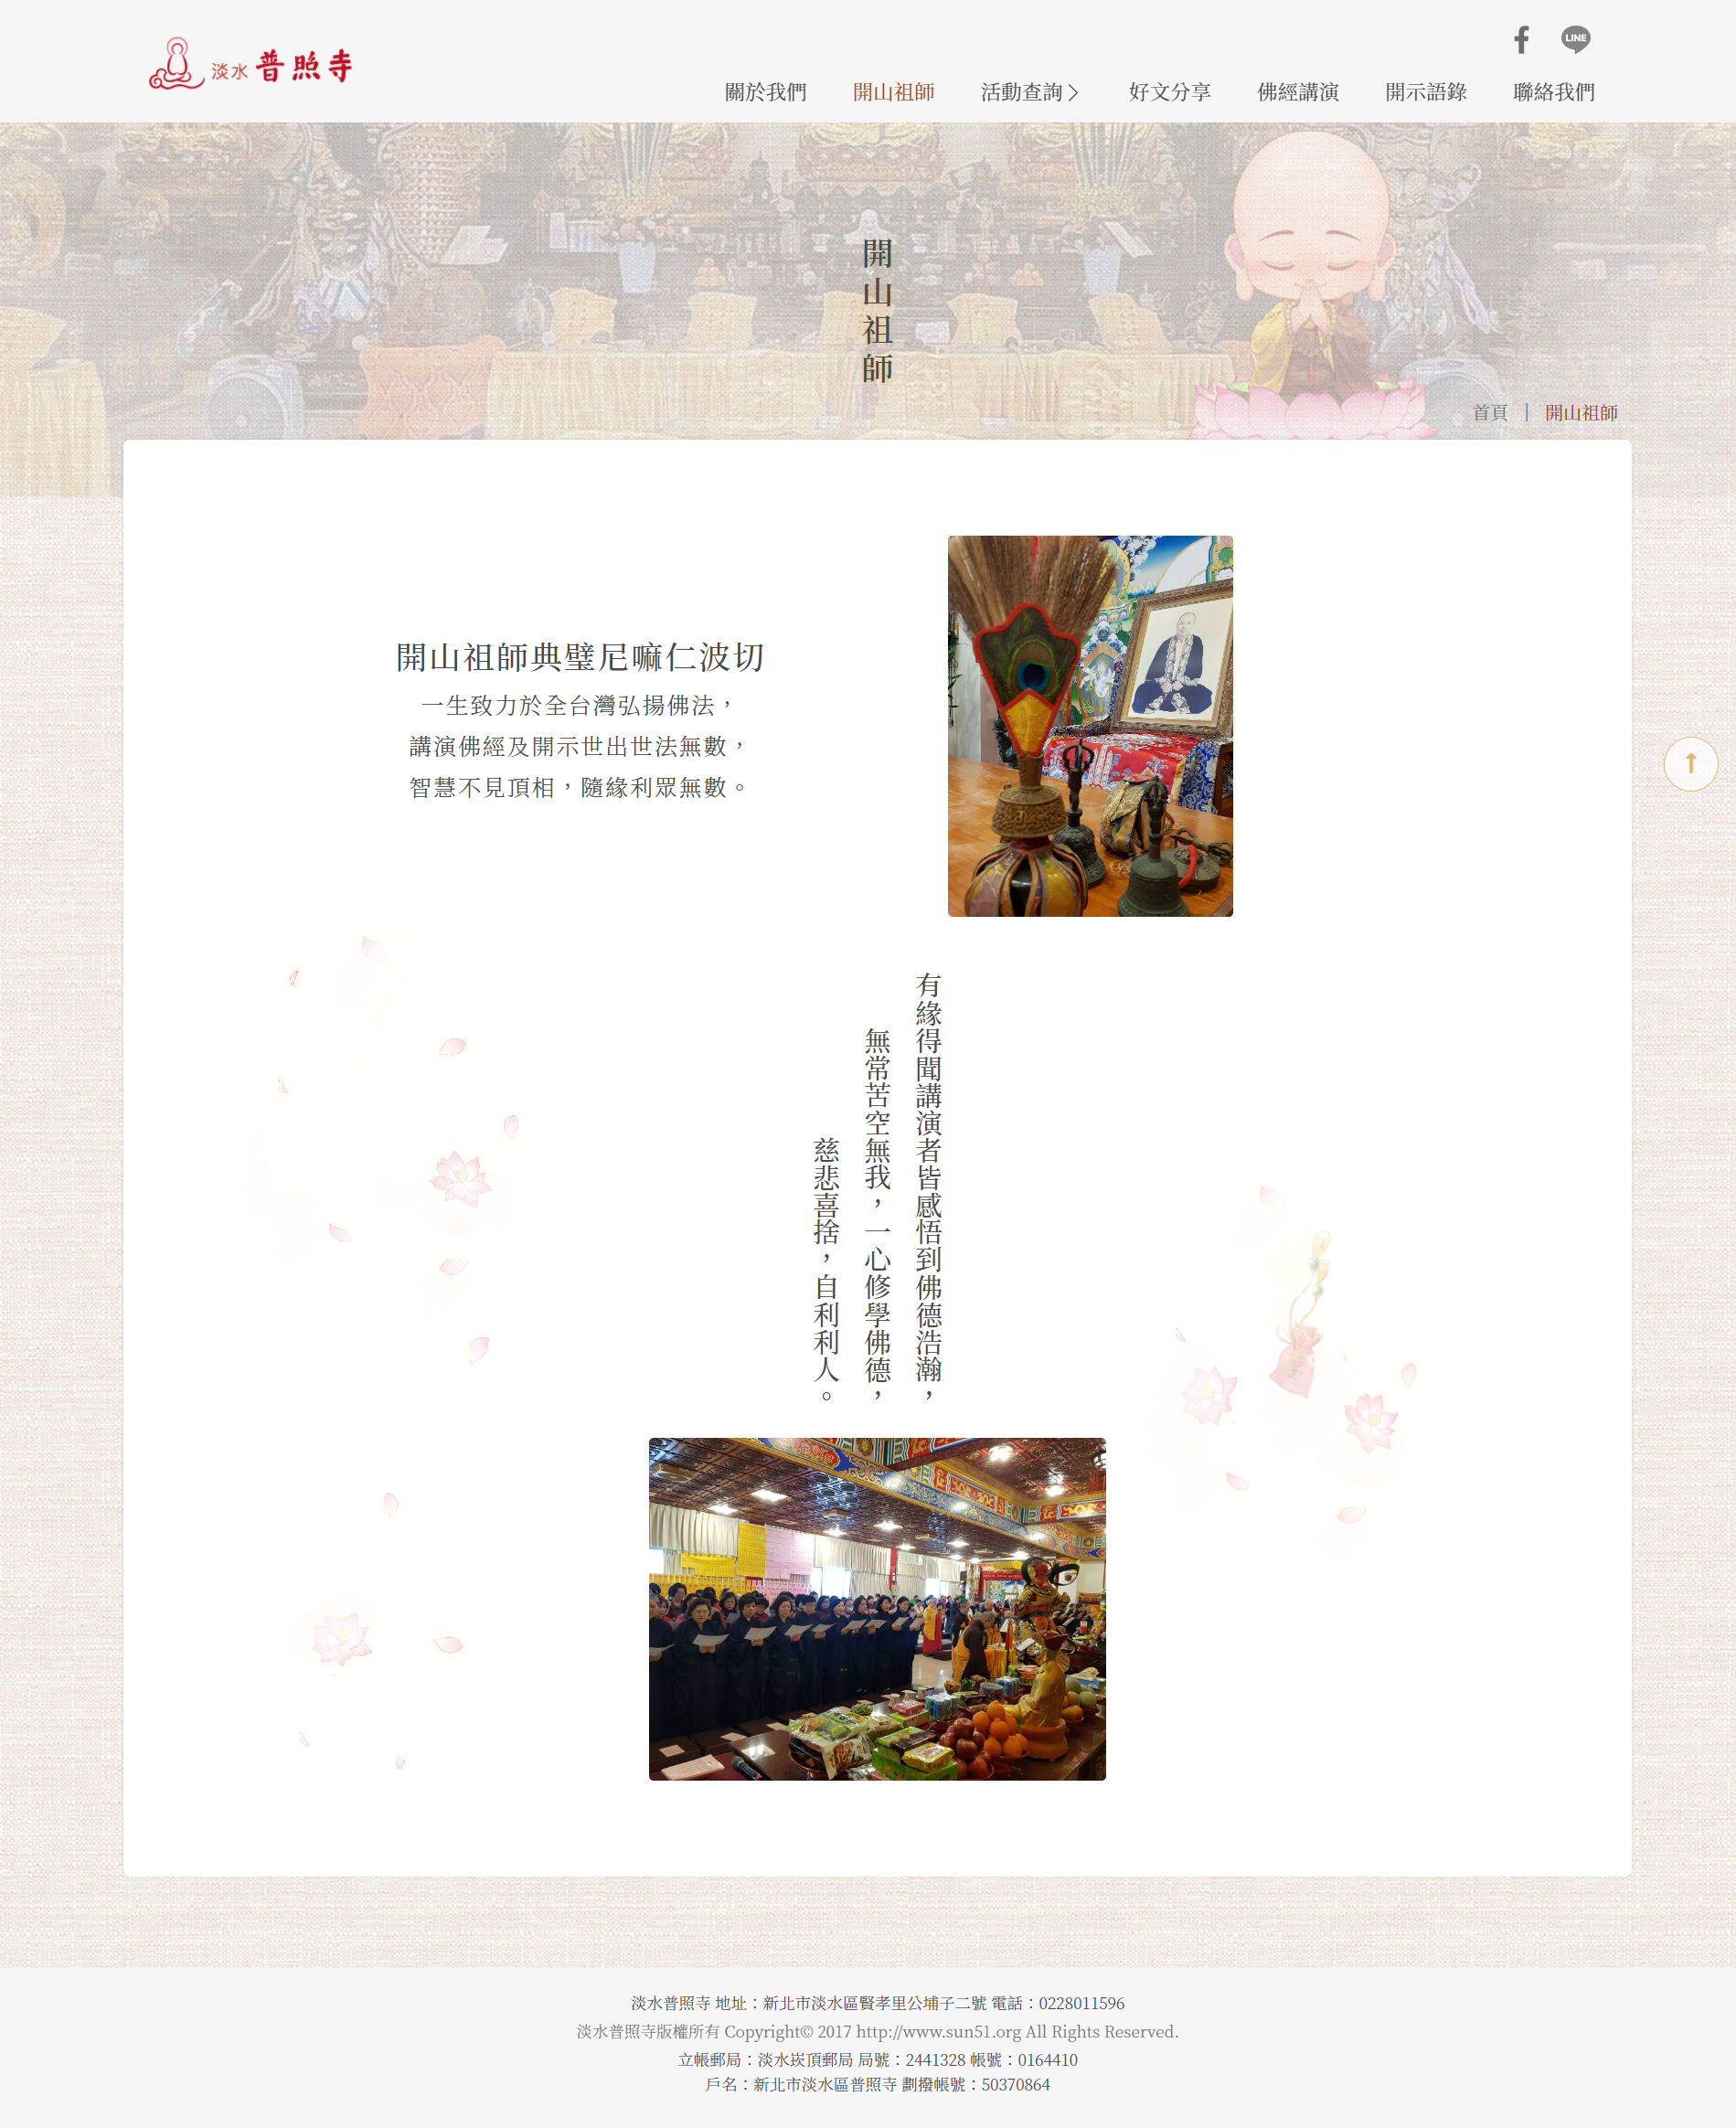 淡水 普照寺
LINE
關於我們
開山祖師
活動查詢
好文分享
佛經講演
開示語錄
聯絡我們
開山祖師
首頁 | 開山祖師
開山祖師典璧尼嘛仁波切
一生致力於全台灣弘揚佛法，
講演佛經及開示世出世法無數，
智慧不見頂相，隨緣利眾無數。
有緣得聞講演者皆感悟到佛德浩瀚，
無常苦空無我，一心修學佛德，
慈悲喜捨，自利利人。
淡水普照寺 地址：新北市淡水區賢孝里公埔子二號 電話：0228011596
淡水普照寺版權所有 Copyright© 2017 http://www.sun51.org All Rights Reserved.
立帳郵局：淡水崁頂郵局 局號：2441328 帳號：0164410
戶名：新北市淡水區普照寺 劃撥帳號：50370864